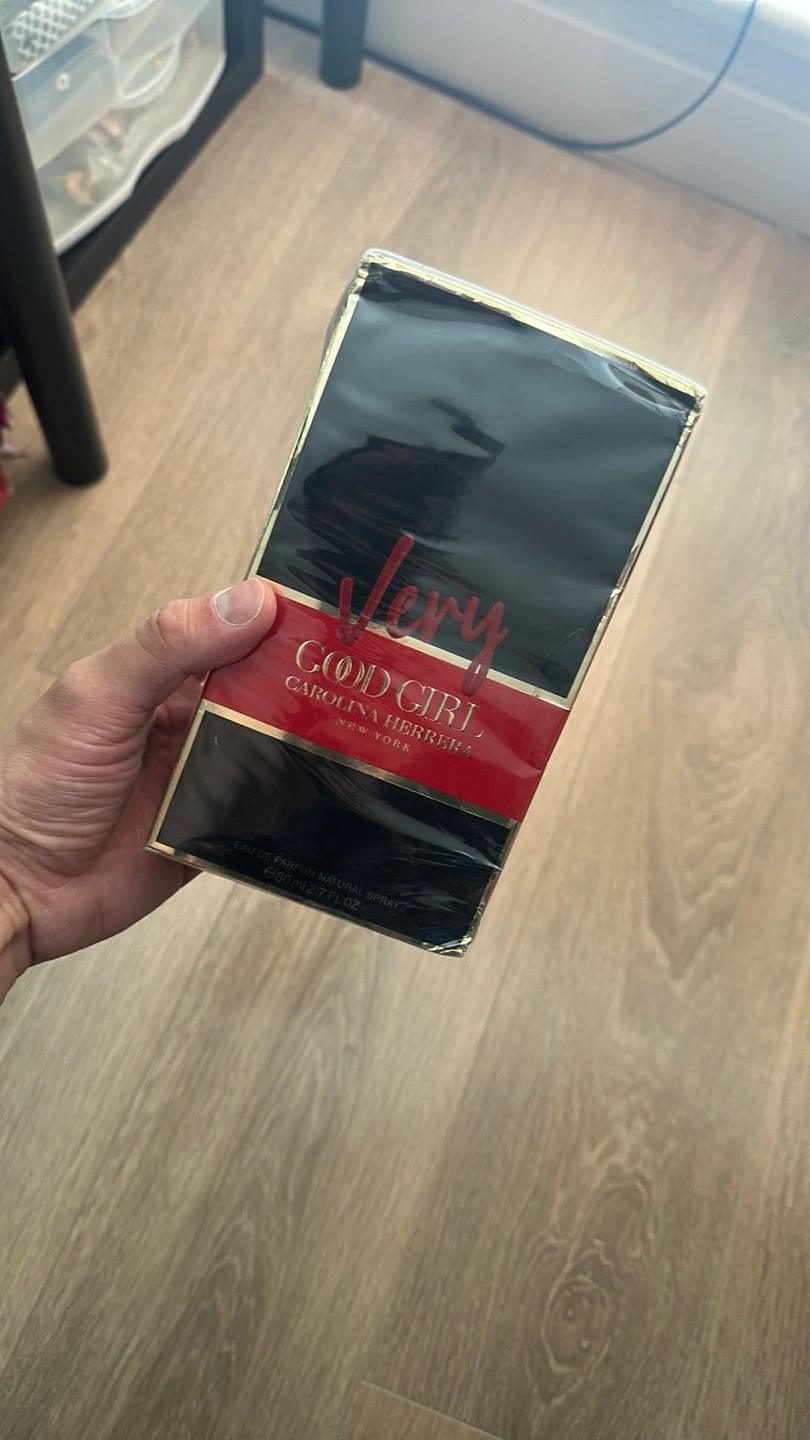 Very
GOOD GIRL
CAROLINA HERRERA
NEW YORK
EAU DE PARFUM NATURAL SPRAY
℮80 ml 2.7 FL OZ